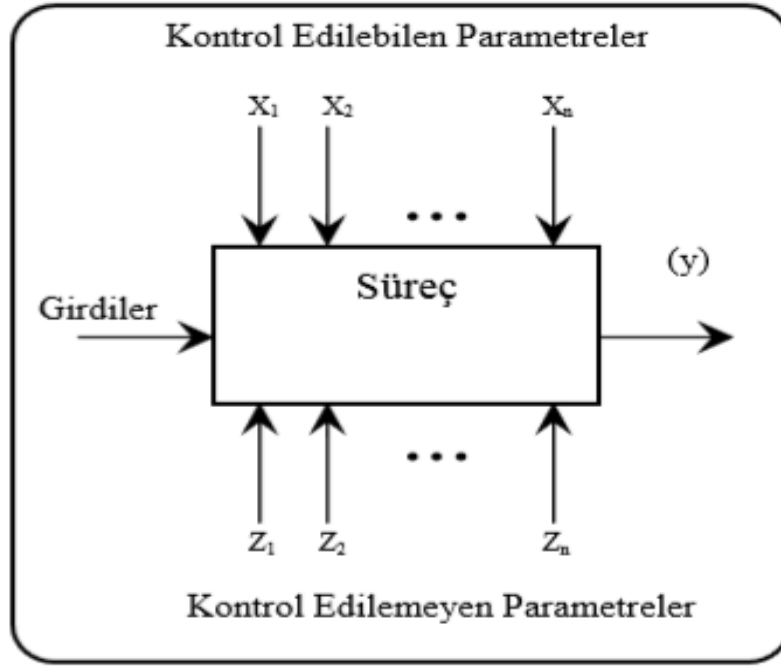 Kontrol Edilebilen Parametreler
X₁ X₂ Xₙ
...
Süreç
(y)
Girdiler
...
Z₁ Z₂ Zₙ
Kontrol Edilemeyen Parametreler